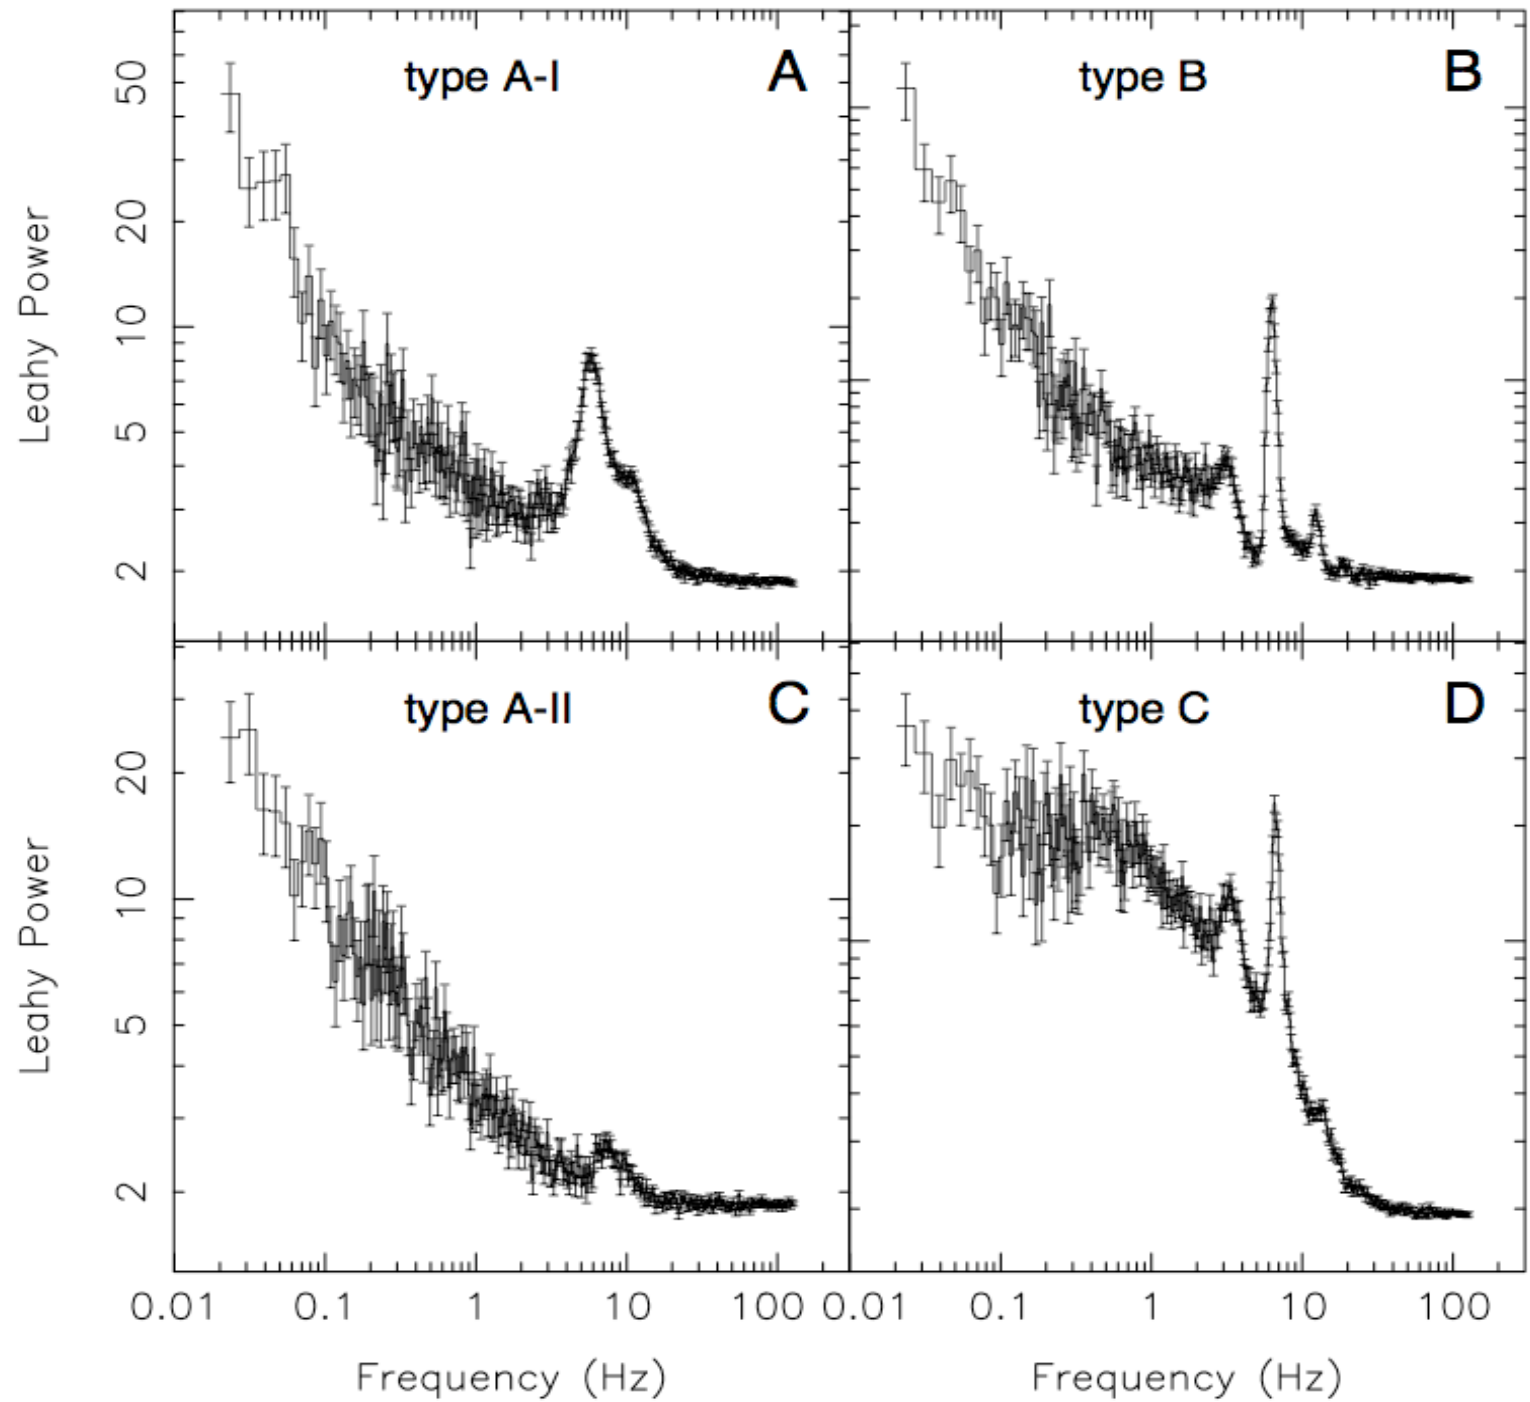 type A-I
A
type B
B
50
20
10
5
2
Leahy Power
type A-II
C
type C
D
20
10
5
2
Leahy Power
0.01 0.1 1 10 100 0.01 0.1 1 10 100
Frequency (Hz) Frequency (Hz)